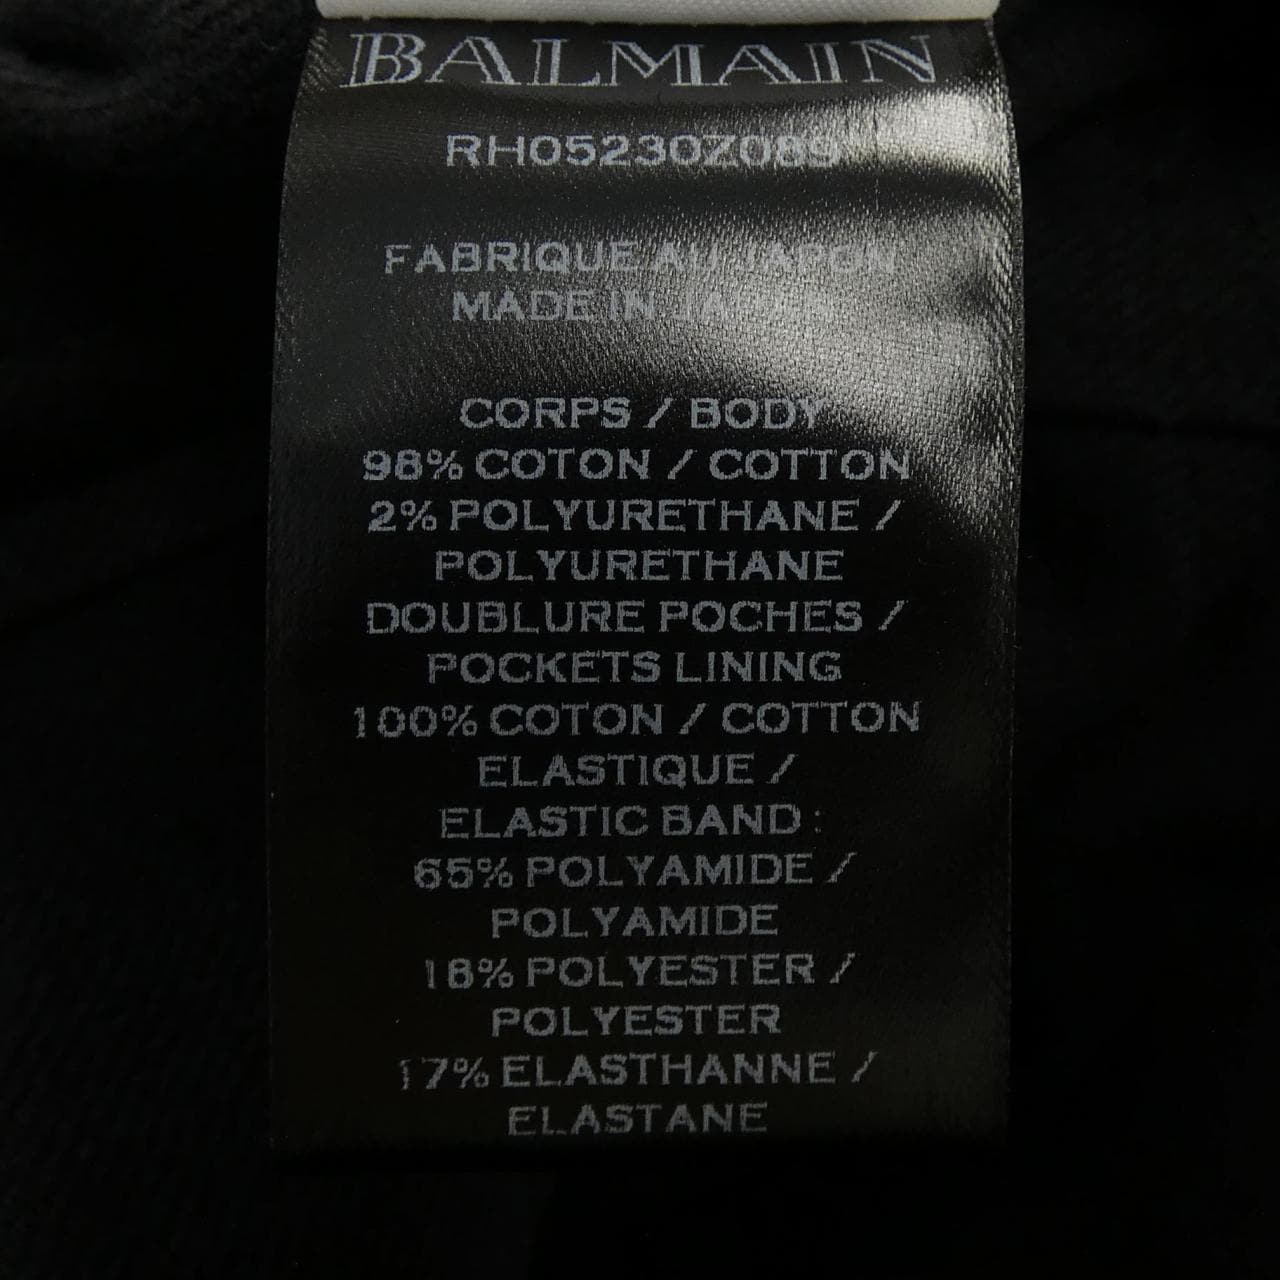 BALMAIN
RH05230Z089
FABRIQUE AU JAPON
MADE IN JAPAN
CORPS / BODY
98% COTON / COTTON
2% POLYURETHANE /
POLYURETHANE
DOUBLURE POCHES /
POCKETS LINING
100% COTON / COTTON
ELASTIQUE /
ELASTIC BAND :
65% POLYAMIDE /
POLYAMIDE
18% POLYESTER /
POLYESTER
17% ELASTHANNE /
ELASTANE